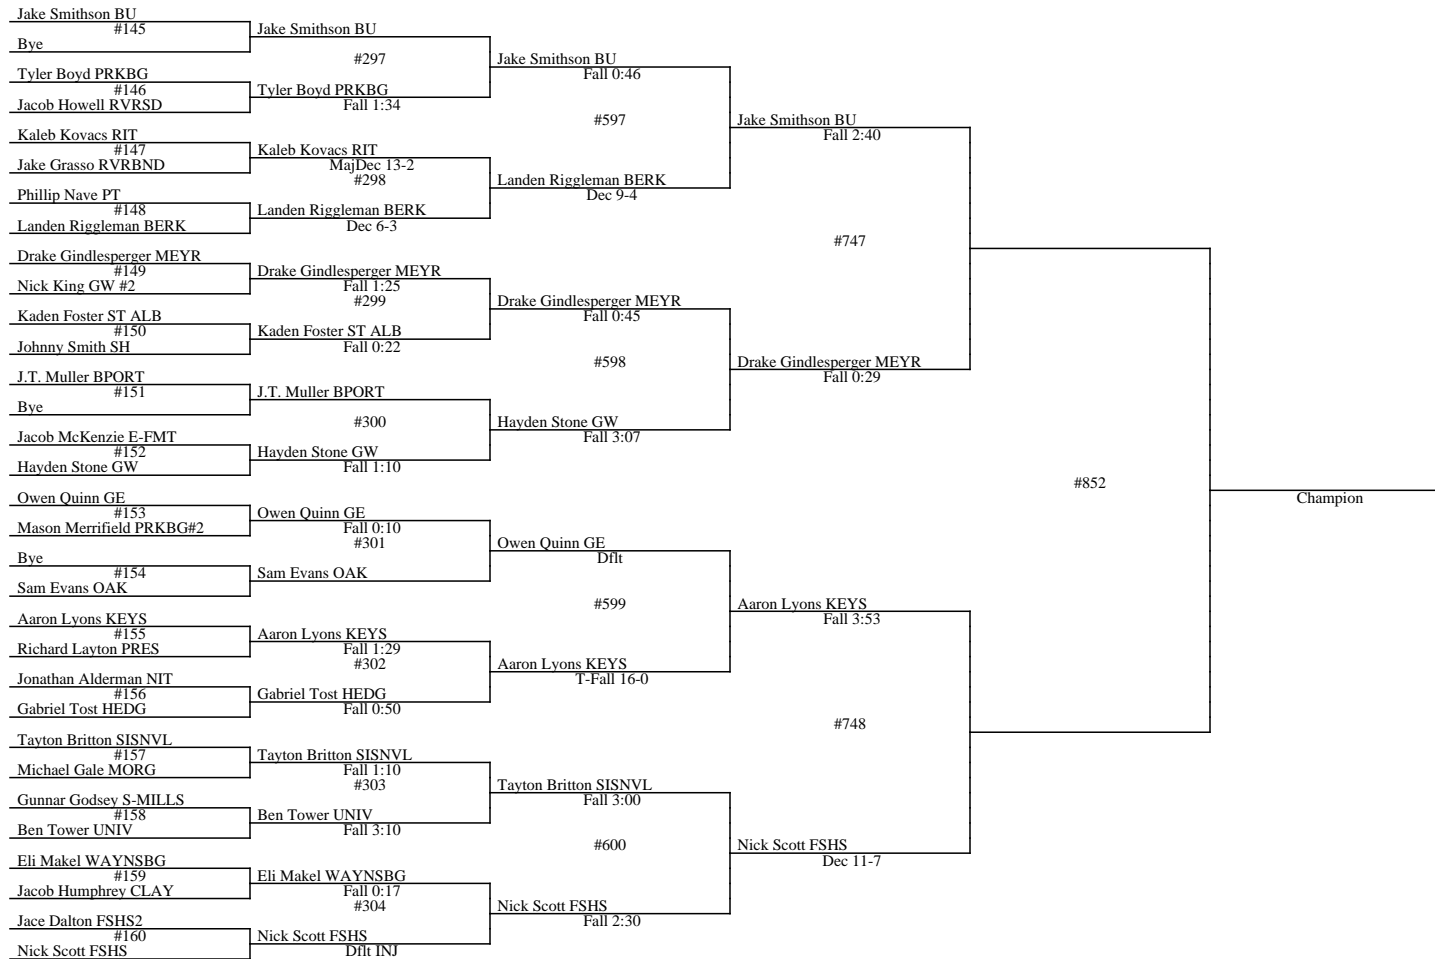 Jake Smithson BU
#145
Bye
Tyler Boyd PRKBG
#146
Jacob Howell RVRSD
Kaleb Kovacs RIT
#147
Jake Grasso RVRBND
Phillip Nave PT
#148
Landen Riggleman BERK
Drake Gindlesperger MEYR
#149
Nick King GW #2
Kaden Foster ST ALB
#150
Johnny Smith SH
J.T. Muller BPORT
#151
Bye
Jacob McKenzie E-FMT
#152
Hayden Stone GW
Owen Quinn GE
#153
Mason Merrifield PRKBG#2
Bye
#154
Sam Evans OAK
Aaron Lyons KEYS
#155
Richard Layton PRES
Jonathan Alderman NIT
#156
Gabriel Tost HEDG
Tayton Britton SISNVL
#157
Michael Gale MORG
Gunnar Godsey S-MILLS
#158
Ben Tower UNIV
Eli Makel WAYNSBG
#159
Jacob Humphrey CLAY
Jace Dalton FSHS2
#160
Nick Scott FSHS
Jake Smithson BU
#297
Tyler Boyd PRKBG
Fall 1:34
Kaleb Kovacs RIT
MajDec 13-2
#298
Landen Riggleman BERK
Dec 6-3
Drake Gindlesperger MEYR
Fall 1:25
#299
Kaden Foster ST ALB
Fall 0:22
J.T. Muller BPORT
#300
Hayden Stone GW
Fall 1:10
Owen Quinn GE
Fall 0:10
#301
Sam Evans OAK
Aaron Lyons KEYS
Fall 1:29
#302
Gabriel Tost HEDG
Fall 0:50
Tayton Britton SISNVL
Fall 1:10
#303
Ben Tower UNIV
Fall 3:10
Eli Makel WAYNSBG
Fall 0:17
#304
Nick Scott FSHS
Dflt INJ
Jake Smithson BU
Fall 0:46
#597
Landen Riggleman BERK
Dec 9-4
Drake Gindlesperger MEYR
Fall 0:45
#598
Hayden Stone GW
Fall 3:07
Owen Quinn GE
Dflt
#599
Aaron Lyons KEYS
T-Fall 16-0
Tayton Britton SISNVL
Fall 3:00
#600
Nick Scott FSHS
Fall 2:30
Jake Smithson BU
Fall 2:40
#747
Drake Gindlesperger MEYR
Fall 0:29
Aaron Lyons KEYS
Fall 3:53
#748
Nick Scott FSHS
Dec 11-7
#852
Champion